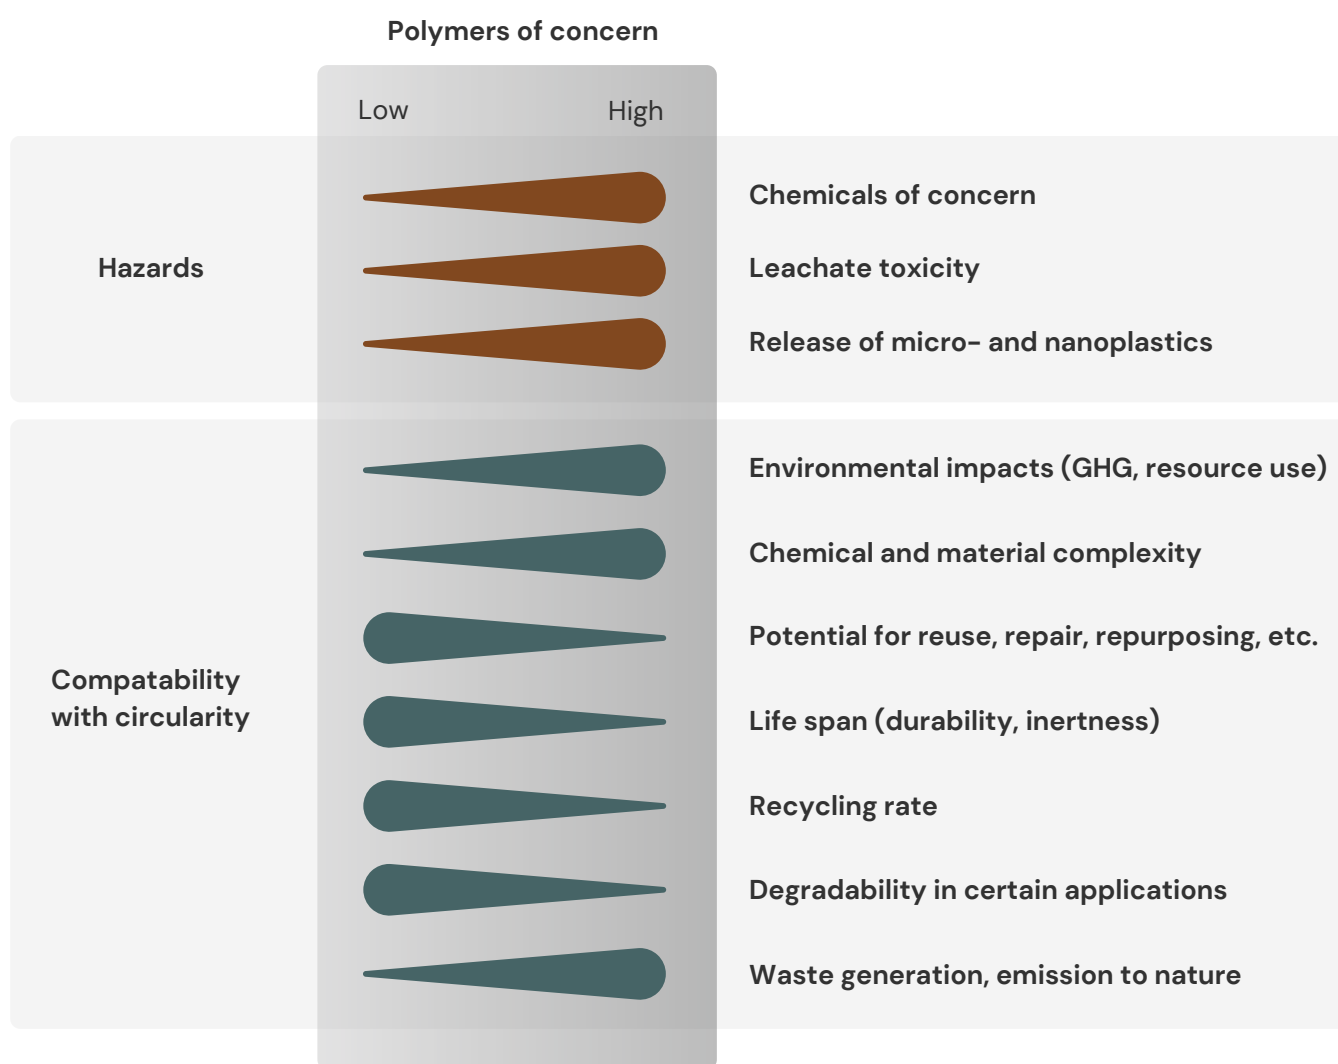 Polymers of concern
Low
High
Hazards
Chemicals of concern
Leachate toxicity
Release of micro- and nanoplastics
Compatability
with circularity
Environmental impacts (GHG, resource use)
Chemical and material complexity
Potential for reuse, repair, repurposing, etc.
Life span (durability, inertness)
Recycling rate
Degradability in certain applications
Waste generation, emission to nature